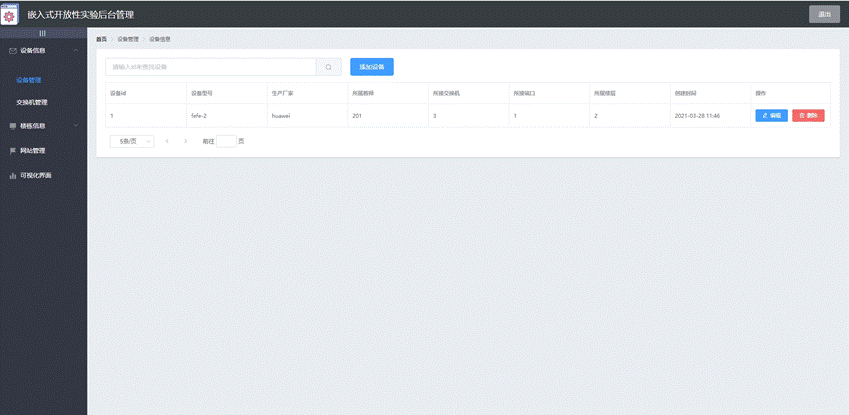 嵌入式开放性实验后台管理
退出
设备信息
设备管理
交换机管理
楼栋信息
网站管理
可视化界面
首页 > 设备管理 > 设备信息
请输入id来查找设备
添加设备
设备id 设备型号 生产厂家 所属教师 所接交换机 所接端口 所属楼层 创建时间 操作
1 fefe-2 huawei 201 3 1 2 2021-03-28 11:46 编辑 删除
5条/页 < > 前往 页